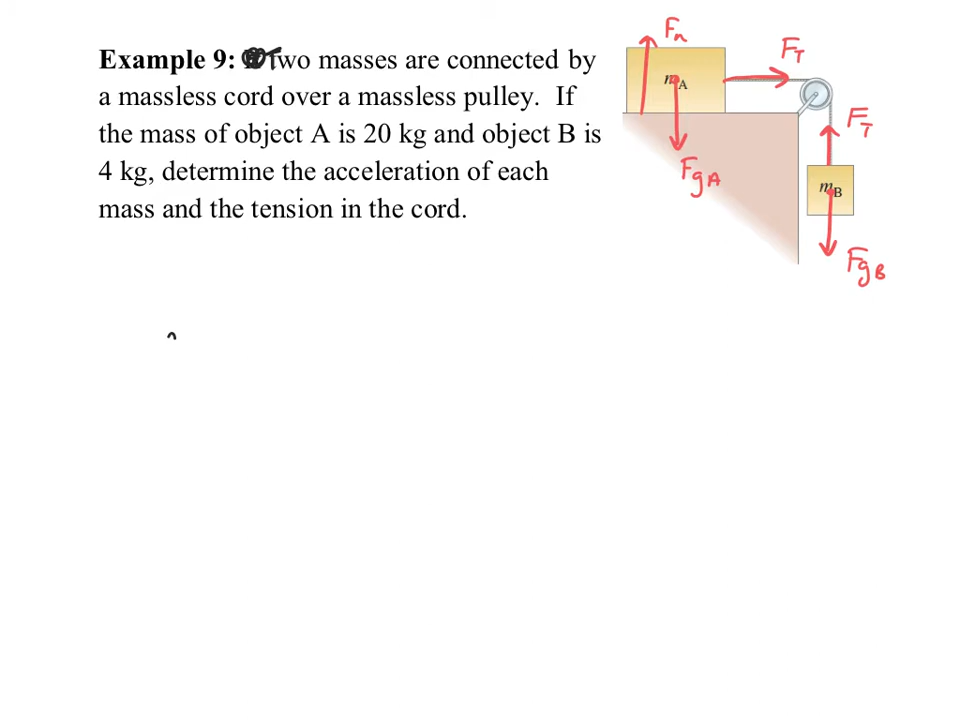 Example 9: Two masses are connected by
a massless cord over a massless pulley. If
the mass of object A is 20 kg and object B is
4 kg, determine the acceleration of each
mass and the tension in the cord.
Fn
FT
mA
FT
FgA
mB
FgB